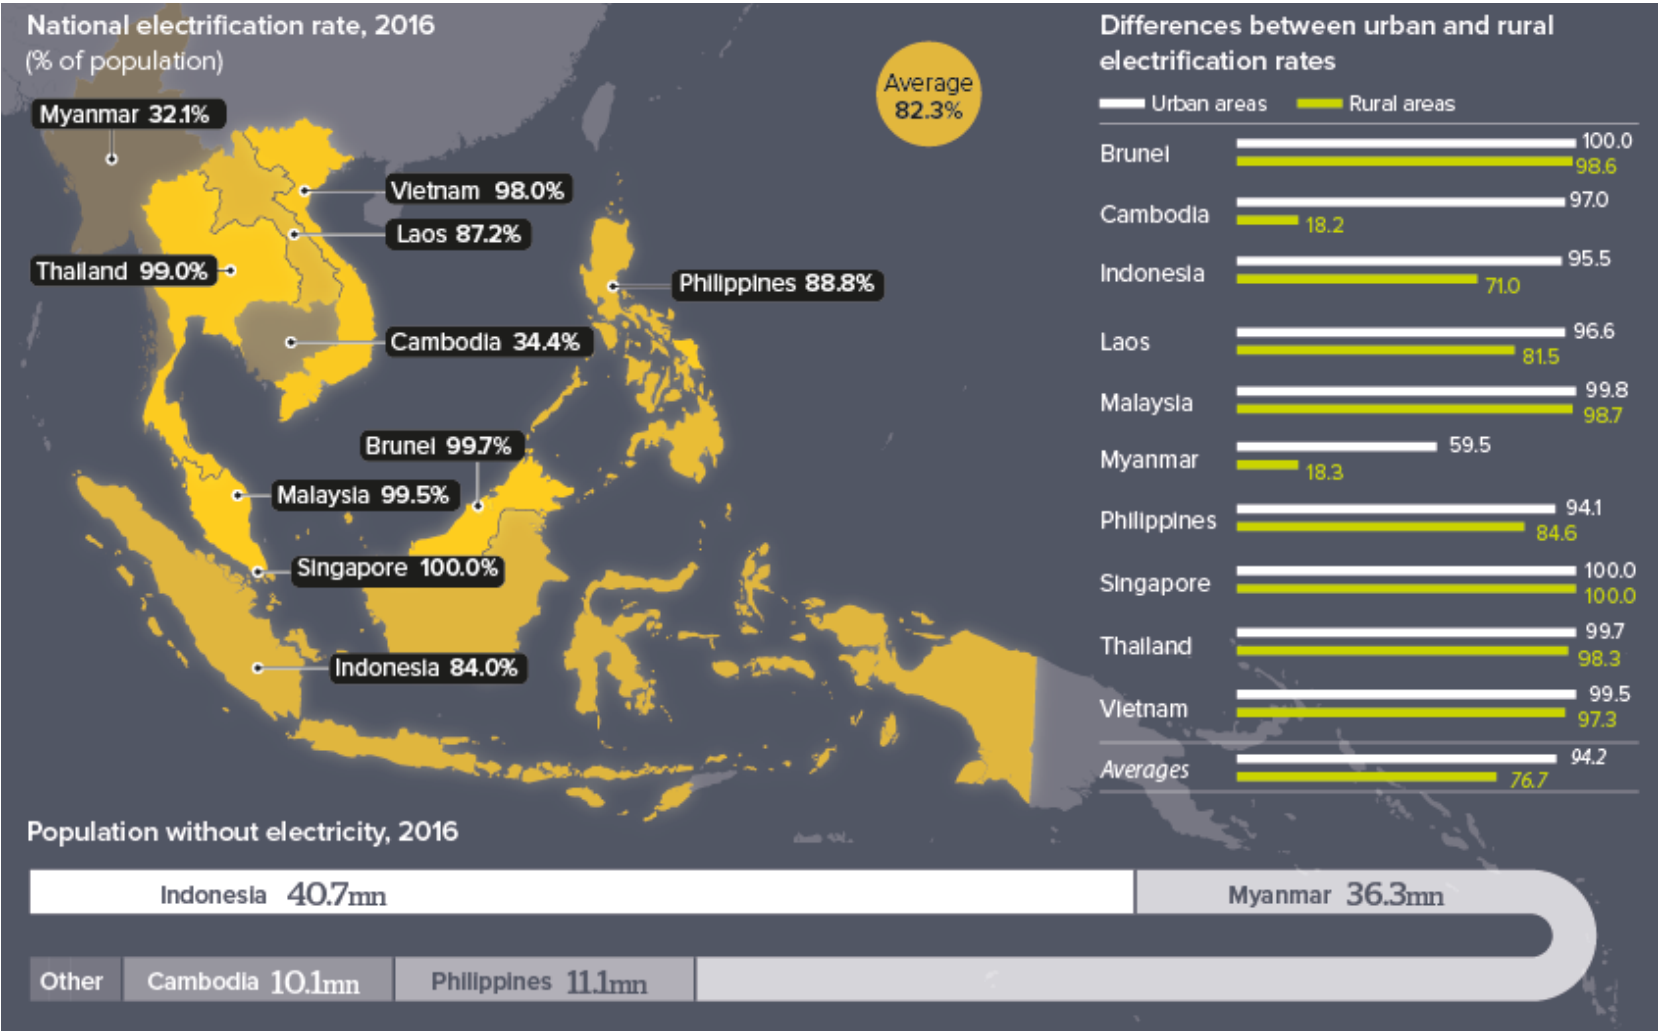 National electrification rate, 2016
(% of population)
Average
82.3%
Myanmar 32.1%
Vietnam 98.0%
Laos 87.2%
Thailand 99.0%
Philippines 88.8%
Cambodia 34.4%
Brunei 99.7%
Malaysia 99.5%
Singapore 100.0%
Indonesia 84.0%
Differences between urban and rural
electrification rates
Urban areas Rural areas
Brunei 100.0
98.6
Cambodia 97.0
18.2
Indonesia 95.5
71.0
Laos 96.6
81.5
Malaysia 99.8
98.7
Myanmar 59.5
18.3
Philippines 94.1
84.6
Singapore 100.0
100.0
Thailand 99.7
98.3
Vietnam 99.5
97.3
Averages 94.2
76.7
Population without electricity, 2016
Indonesia 40.7mn
Myanmar 36.3mn
Other
Cambodia 10.1mn
Philippines 11.1mn